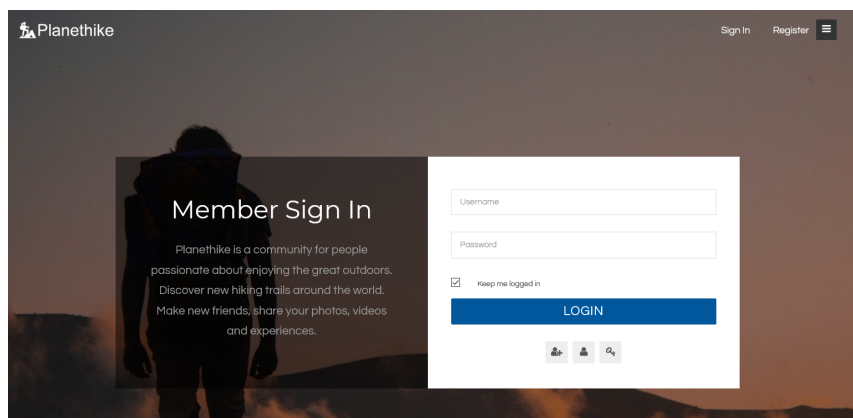 Planethike
Sign In
Register
Member Sign In
Planethike is a community for people
passionate about enjoying the great outdoors.
Discover new hiking trails around the world.
Make new friends, share your photos, videos
and experiences.
Username
Password
Keep me logged in
LOGIN